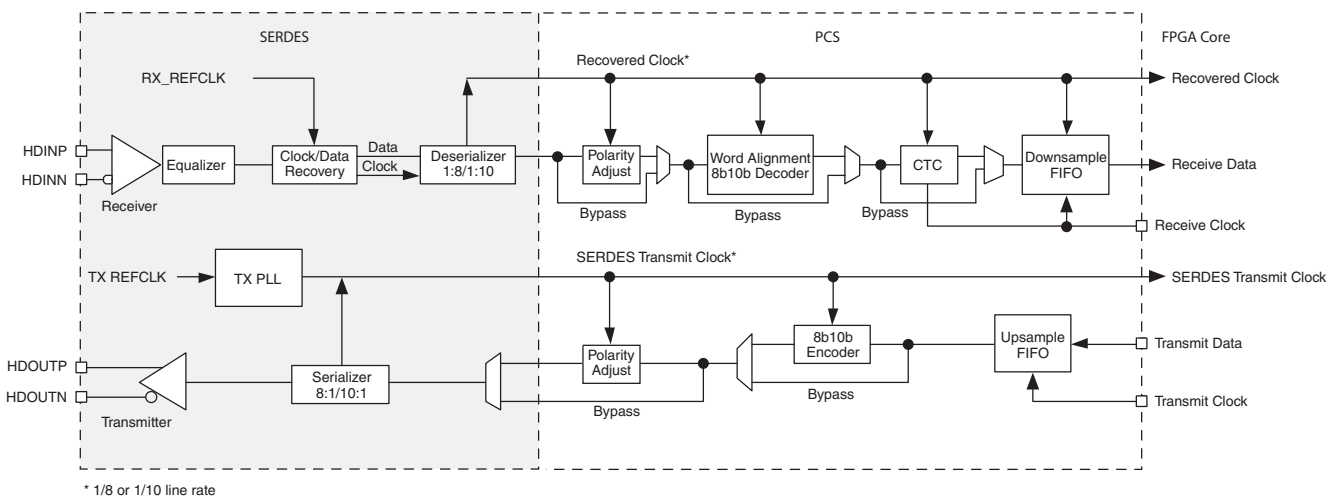 SERDES
PCS
FPGA Core
RX_REFCLK
Recovered Clock*
Recovered Clock
HDINP
HDINN
Receiver
Equalizer
Clock/Data
Recovery
Data
Clock
Deserializer
1:8/1:10
Polarity
Adjust
Bypass
Word Alignment
8b10b Decoder
Bypass
CTC
Bypass
Downsample
FIFO
Receive Data
Receive Clock
TX REFCLK
TX PLL
SERDES Transmit Clock*
SERDES Transmit Clock
HDOUTP
HDOUTN
Transmitter
Serializer
8:1/10:1
Polarity
Adjust
Bypass
8b10b
Encoder
Bypass
Upsample
FIFO
Transmit Data
Transmit Clock
* 1/8 or 1/10 line rate